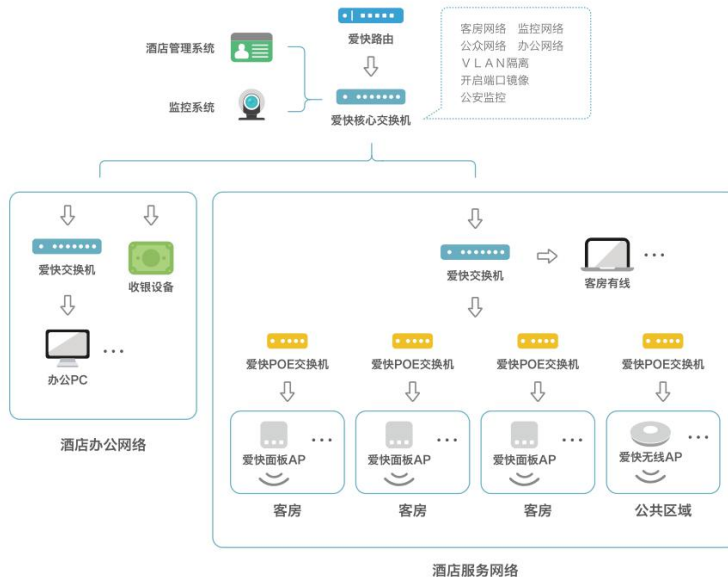 爱快路由
酒店管理系统
监控系统
爱快核心交换机
客房网络 监控网络
公众网络 办公网络
ＶＬＡＮ隔离
开启端口镜像
公安监控
爱快交换机
收银设备
办公PC
酒店办公网络
爱快交换机
客房有线
爱快POE交换机
爱快POE交换机
爱快POE交换机
爱快POE交换机
爱快面板AP
爱快面板AP
爱快面板AP
爱快无线AP
客房
客房
客房
公共区域
酒店服务网络